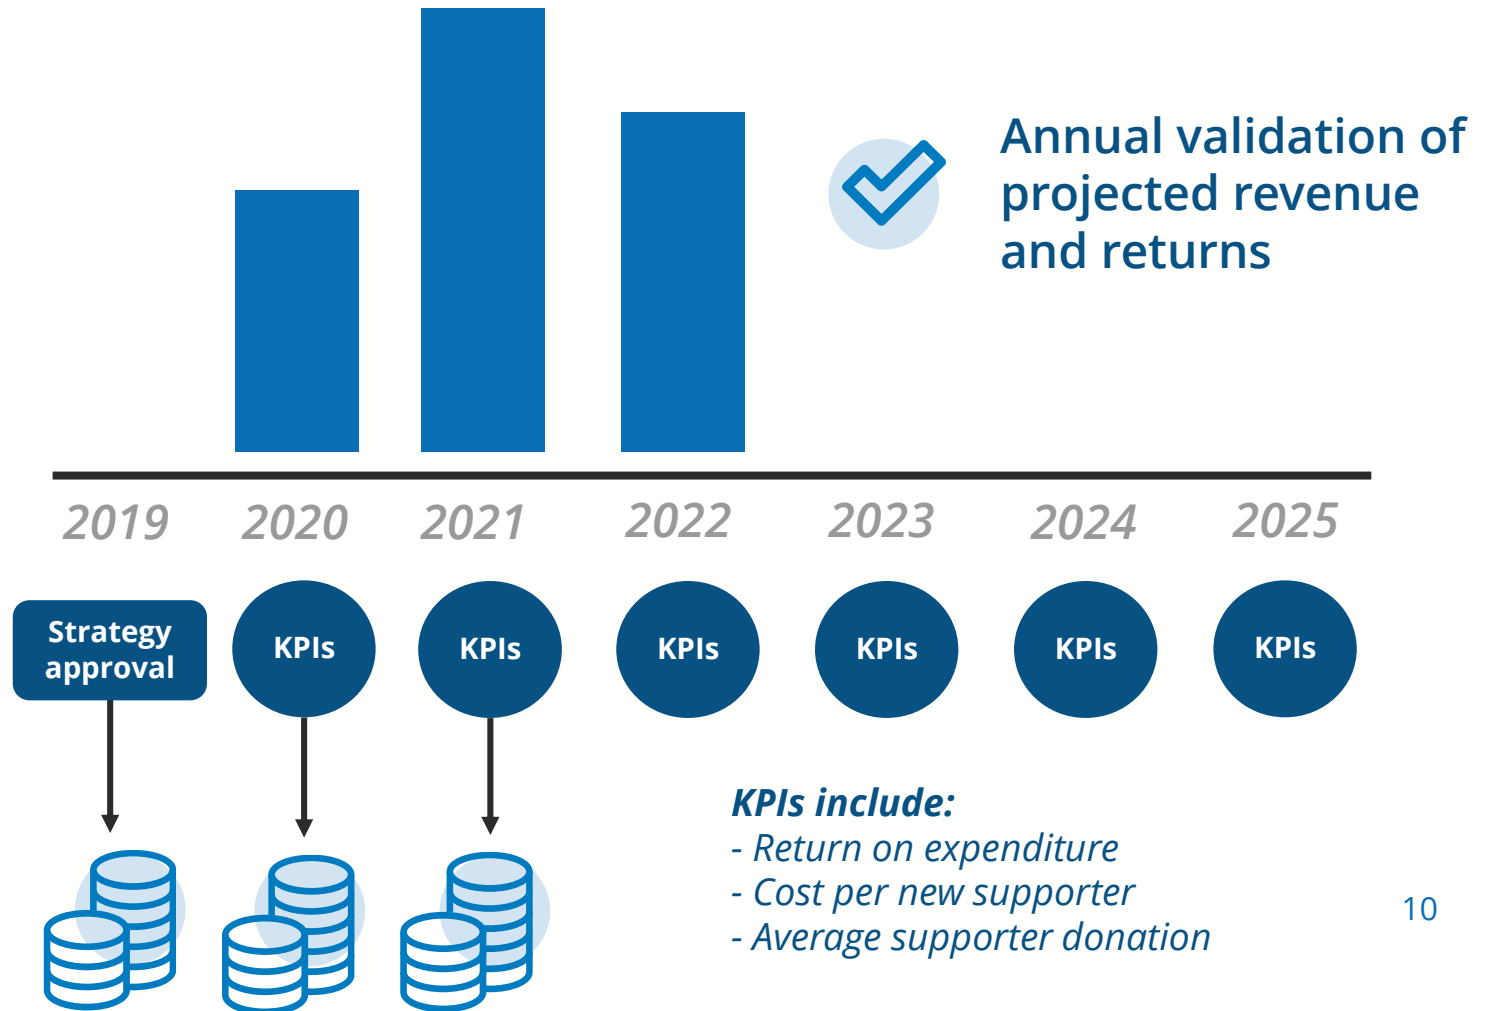 Annual validation of
projected revenue
and returns
2019 2020 2021 2022 2023 2024 2025
Strategy
approval
KPIs KPIs KPIs KPIs KPIs KPIs
KPIs include:
- Return on expenditure
- Cost per new supporter
- Average supporter donation
10